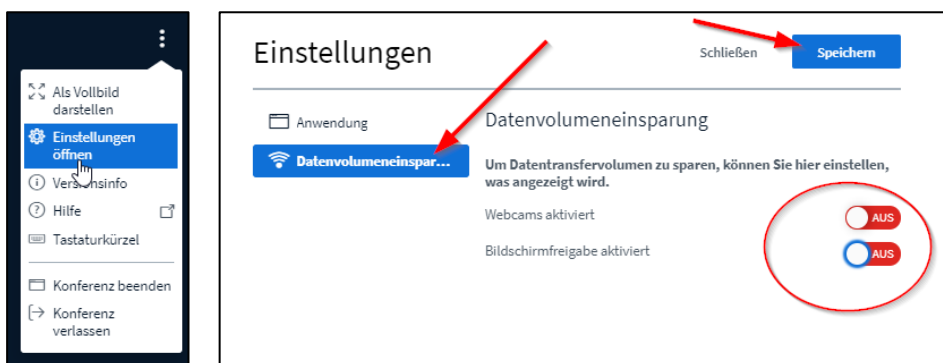 Als Vollbild
darstellen
Einstellungen
öffnen
Versionsinfo
Hilfe
Tastaturkürzel
Konferenz beenden
Konferenz
verlassen
Einstellungen
Schließen
Speichern
Anwendung
Datenvolumeneinspar...
Datenvolumeneinsparung
Um Datentransfervolumen zu sparen, können Sie hier einstellen,
was angezeigt wird.
Webcams aktiviert
AUS
Bildschirmfreigabe aktiviert
AUS